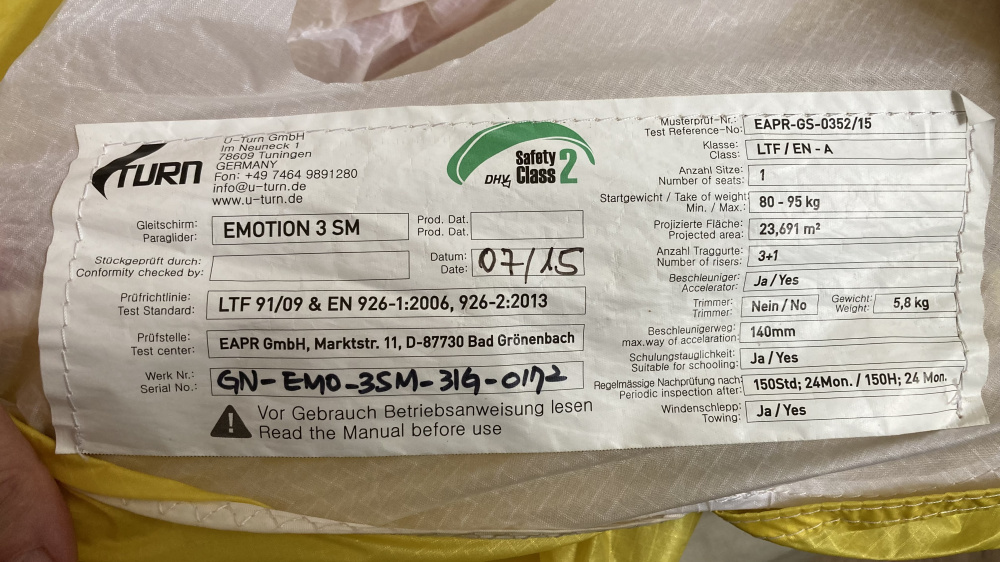 TURN
U-Turn GmbH
Im Neuneck 1
78609 Tuningen
GERMANY
Fon: +49 7464 9891280
info@u-turn.de
www.u-turn.de
DHV Safety Class 2
Gleitschirm:
Paraglider: EMOTION 3 SM
Prod. Dat.
Prod. Dat.
Stückgeprüft durch:
Conformity checked by:
Datum:
Date: 07/15
Prüfrichtlinie:
Test Standard: LTF 91/09 & EN 926-1:2006, 926-2:2013
Prüfstelle:
Test center: EAPR GmbH, Marktstr. 11, D-87730 Bad Grönenbach
Werk Nr.:
Serial No.: GN-EMO-3SM-31G-0172
Vor Gebrauch Betriebsanweisung lesen
Read the Manual before use
Musterprüf-Nr.:
Test Reference-No: EAPR-GS-0352/15
Klasse:
Class: LTF / EN - A
Anzahl Sitze:
Number of seats: 1
Startgewicht / Take of weight
Min. / Max.: 80 - 95 kg
Projizierte Fläche:
Projected area: 23,691 m²
Anzahl Traggurte:
Number of risers: 3+1
Beschleuniger:
Accelerator: Ja / Yes
Trimmer:
Trimmer: Nein / No
Gewicht:
Weight: 5,8 kg
Beschleunigerweg:
max.way of accelaration: 140mm
Schulungstauglichkeit:
Suitable for schooling: Ja / Yes
Regelmässige Nachprüfung nach:
Periodic inspection after: 150Std; 24Mon. / 150H; 24 Mon.
Windenschlepp:
Towing: Ja / Yes